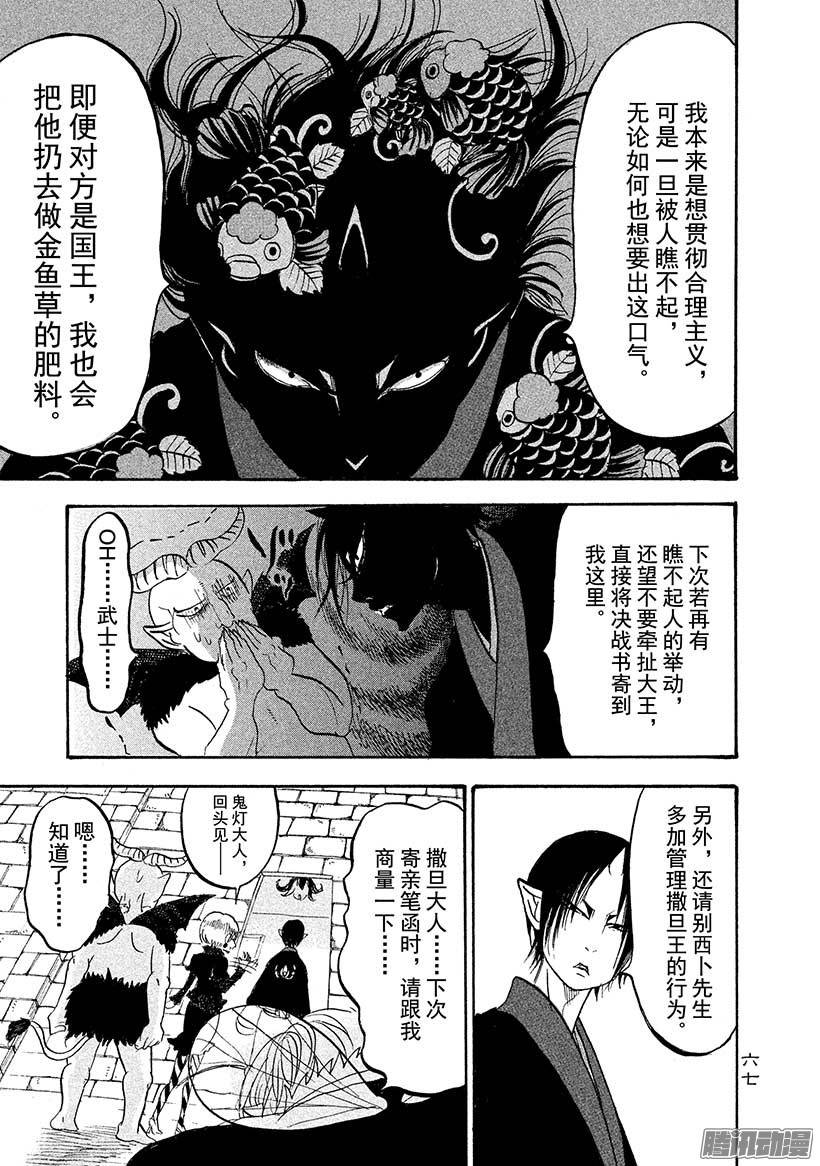 我本来是想贯彻合理主义，
可是一旦被人瞧不起，
无论如何也想要出这口气。
即便对方是国王，我也会
把他扔去做金鱼草的肥料。
下次若再有
瞧不起人的举动，
还望不要牵扯大王，
直接将决战书寄到
我这里。
OH……武士……
另外，还请别西卜先生
多加管理撒旦王的行为。
撒旦大人……下次
寄亲笔函时，请跟我
商量一下……
鬼灯大人，
回头见——
嗯……
知道了……
六七
腾讯动漫